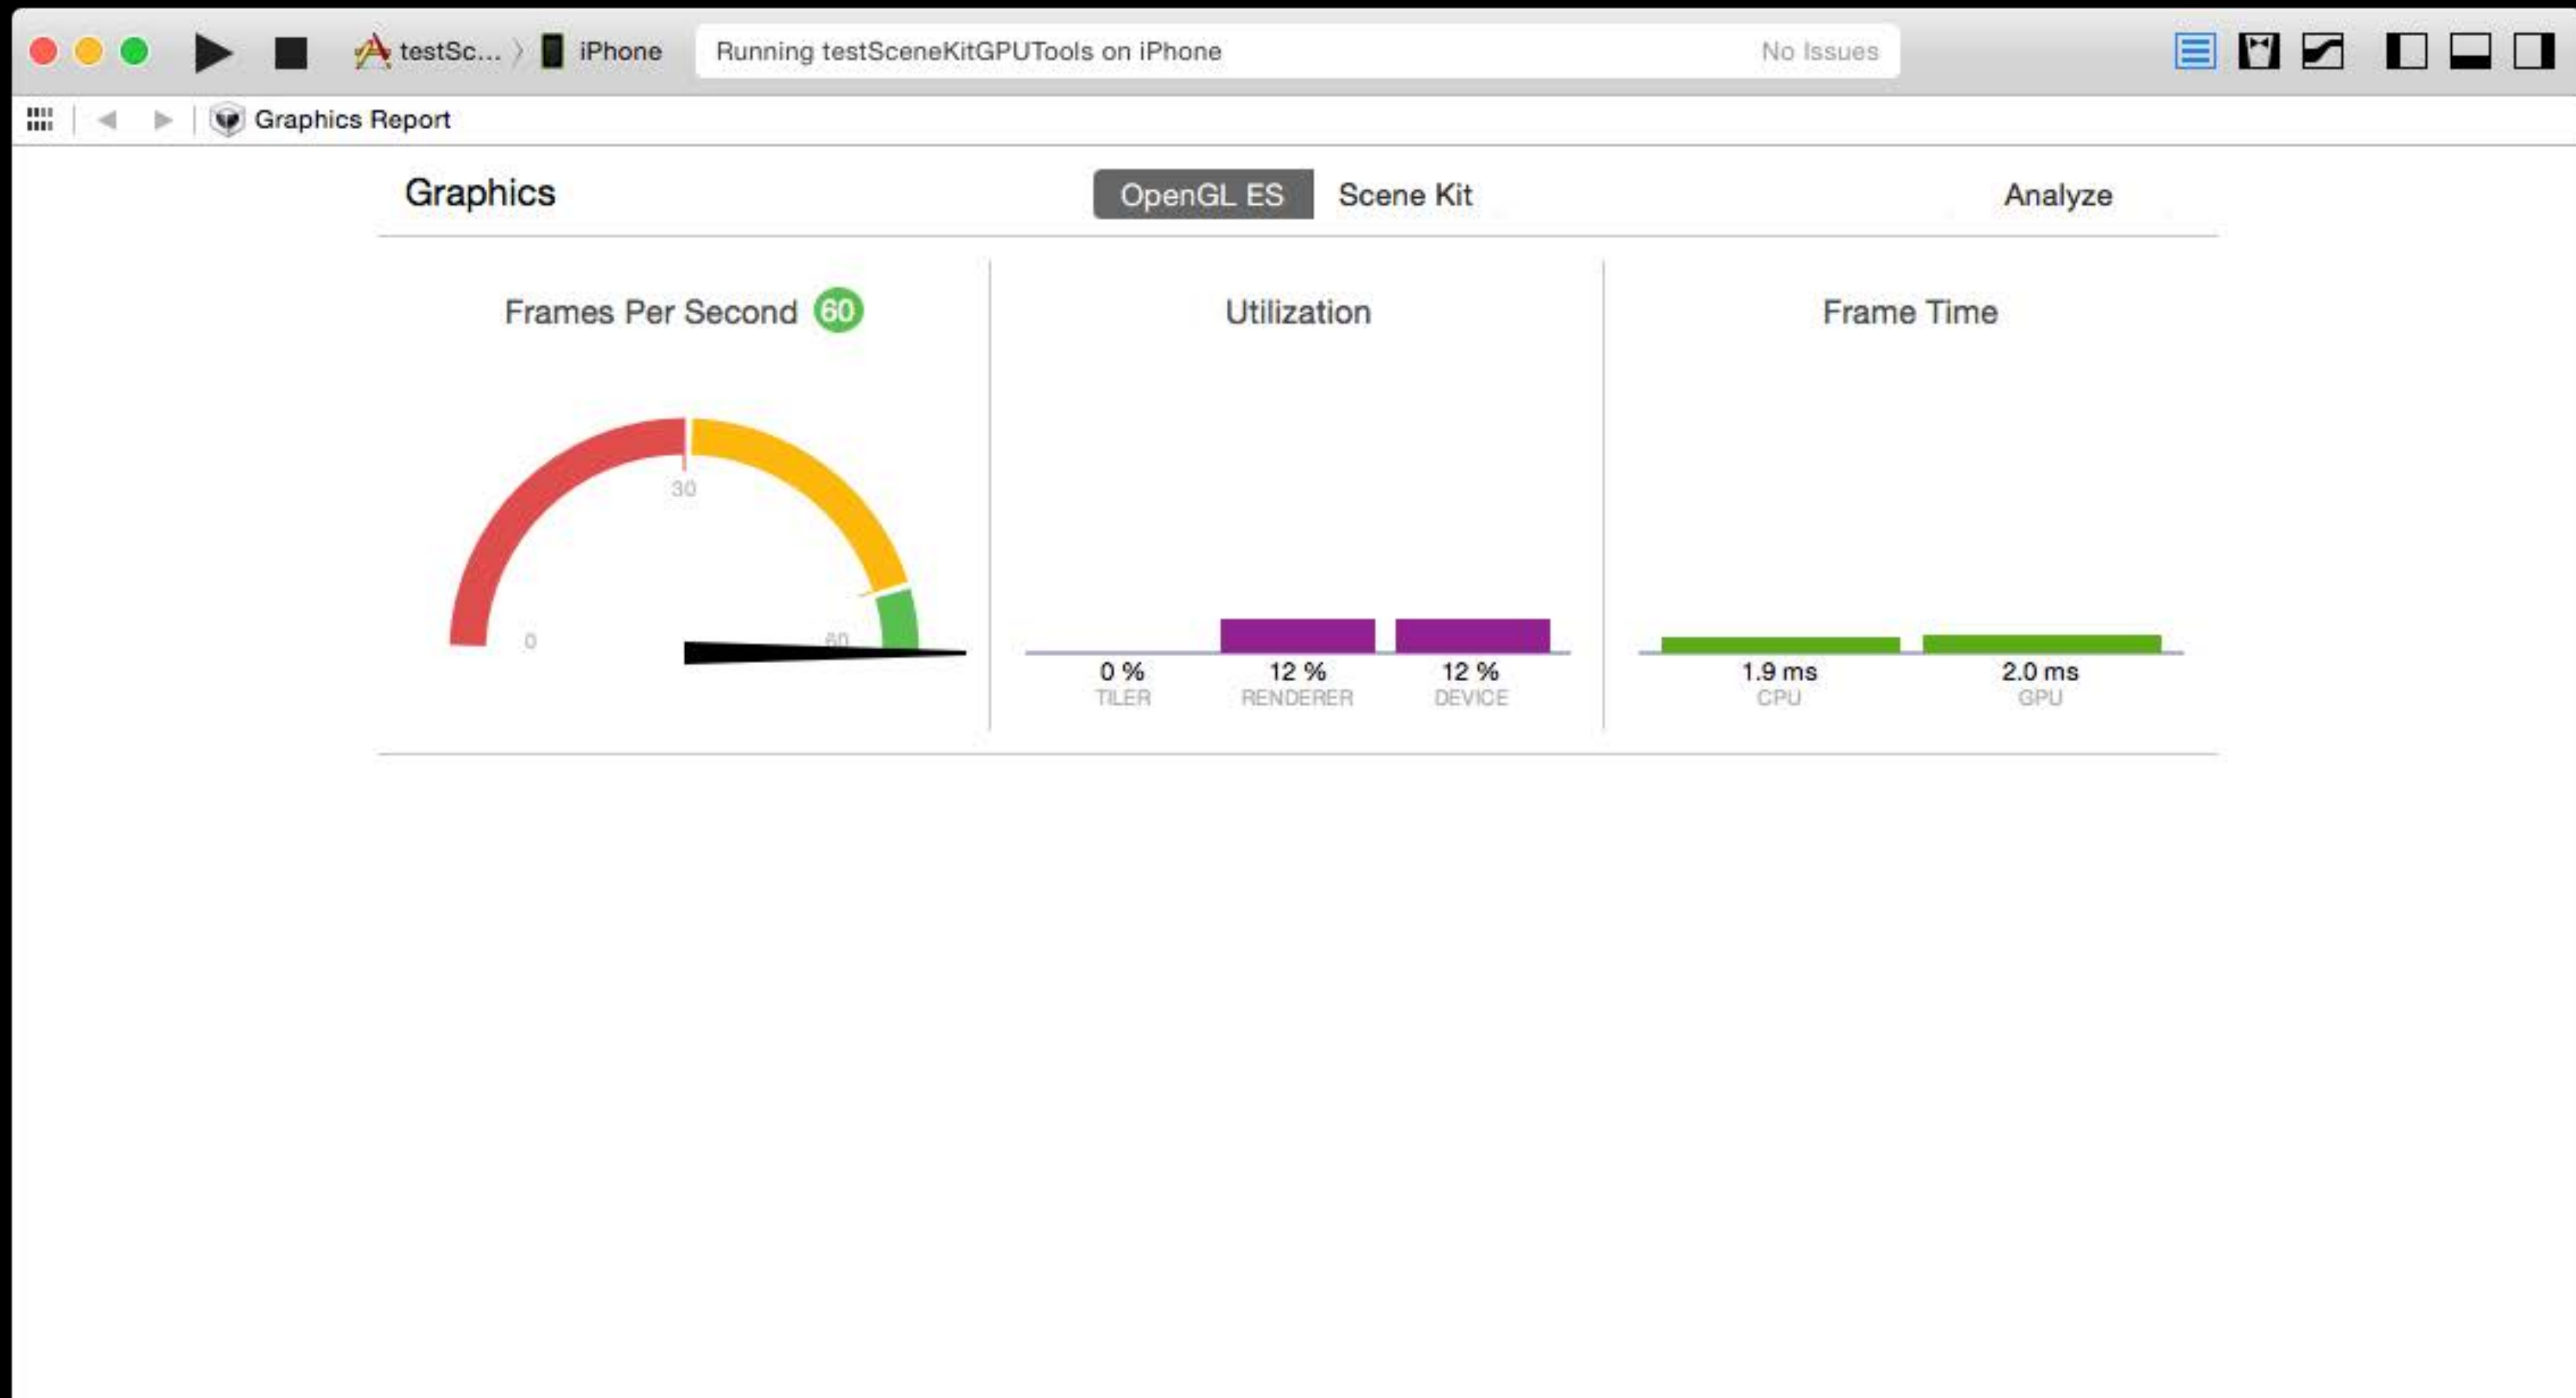 testSc... iPhone Running testSceneKitGPUTools on iPhone No Issues
Graphics Report
Graphics OpenGL ES Scene Kit Analyze
Frames Per Second 60 Utilization Frame Time
30
0 60
0 % 12 % 12 % 1.9 ms 2.0 ms
TILER RENDERER DEVICE CPU GPU